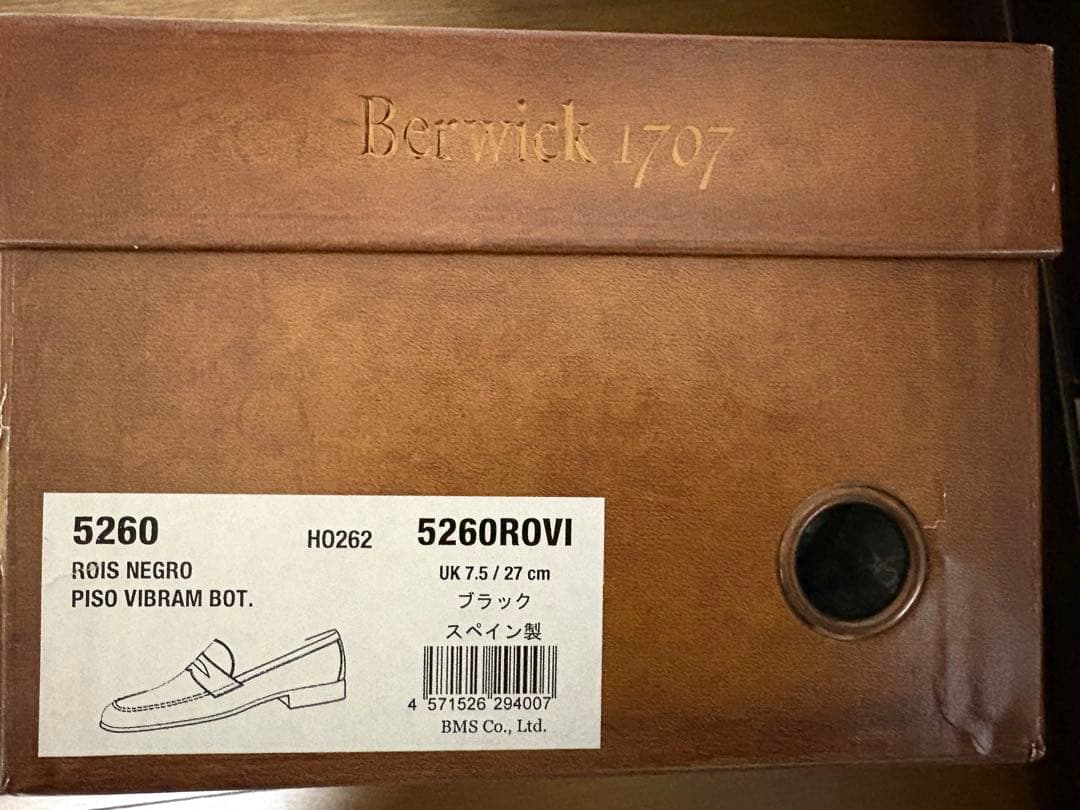 Berwick 1707
5260
H0262
5260ROVI
ROIS NEGRO
PISO VIBRAM BOT.
UK 7.5 / 27 cm
ブラック
スペイン製
4 571526 294007
BMS Co., Ltd.